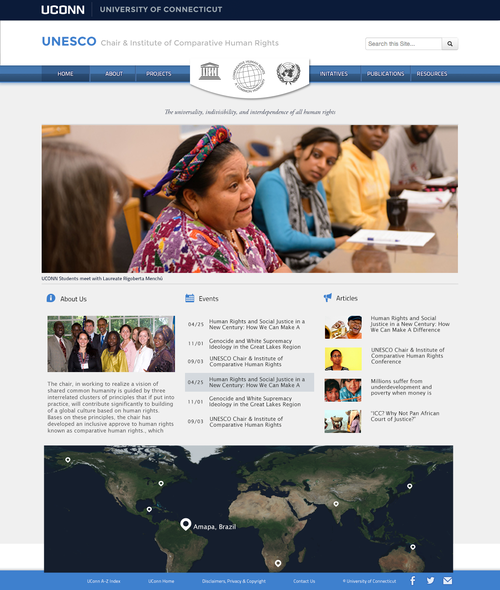 UCONN UNIVERSITY OF CONNECTICUT
UNESCO Chair & Institute of Comparative Human Rights
Search this Site...
HOME ABOUT PROJECTS INITATIVES PUBLICATIONS RESOURCES
The universality, indivisibility, and interdependence of all human rights
UCONN Students meet with Laureate Rigoberta Menchú
About Us
The chair, in working to realize a vision of
shared common humanity is guided by three
interrelated clusters of principles that if put into
practice, will contribute significantly to building
of a global culture based on human rights.
Bases on these principles, the chair has
developed an inclusive approve to human rights
known as comparative human rights., which
Events
04/25 Human Rights and Social Justice in a
New Century: How We Can Make A
11/01 Genocide and White Supremacy
Ideology in the Great Lakes Region
09/03 UNESCO Chair & Institute of
Comparative Human Rights
04/25 Human Rights and Social Justice in a
New Century: How We Can Make A
11/01 Genocide and White Supremacy
Ideology in the Great Lakes Region
09/03 UNESCO Chair & Institute of
Comparative Human Rights
Articles
Human Rights and Social
Justice in a New Century: How
We Can Make A Difference
UNESCO Chair & Institute of
Comparative Human Rights
Conference
Millions suffer from
underdevelopment and
poverty when money is
"ICC? Why Not Pan African
Court of Justice?"
Amapa, Brazil
UConn A-Z Index UConn Home Disclaimers, Privacy & Copyright Contact Us © University of Connecticut